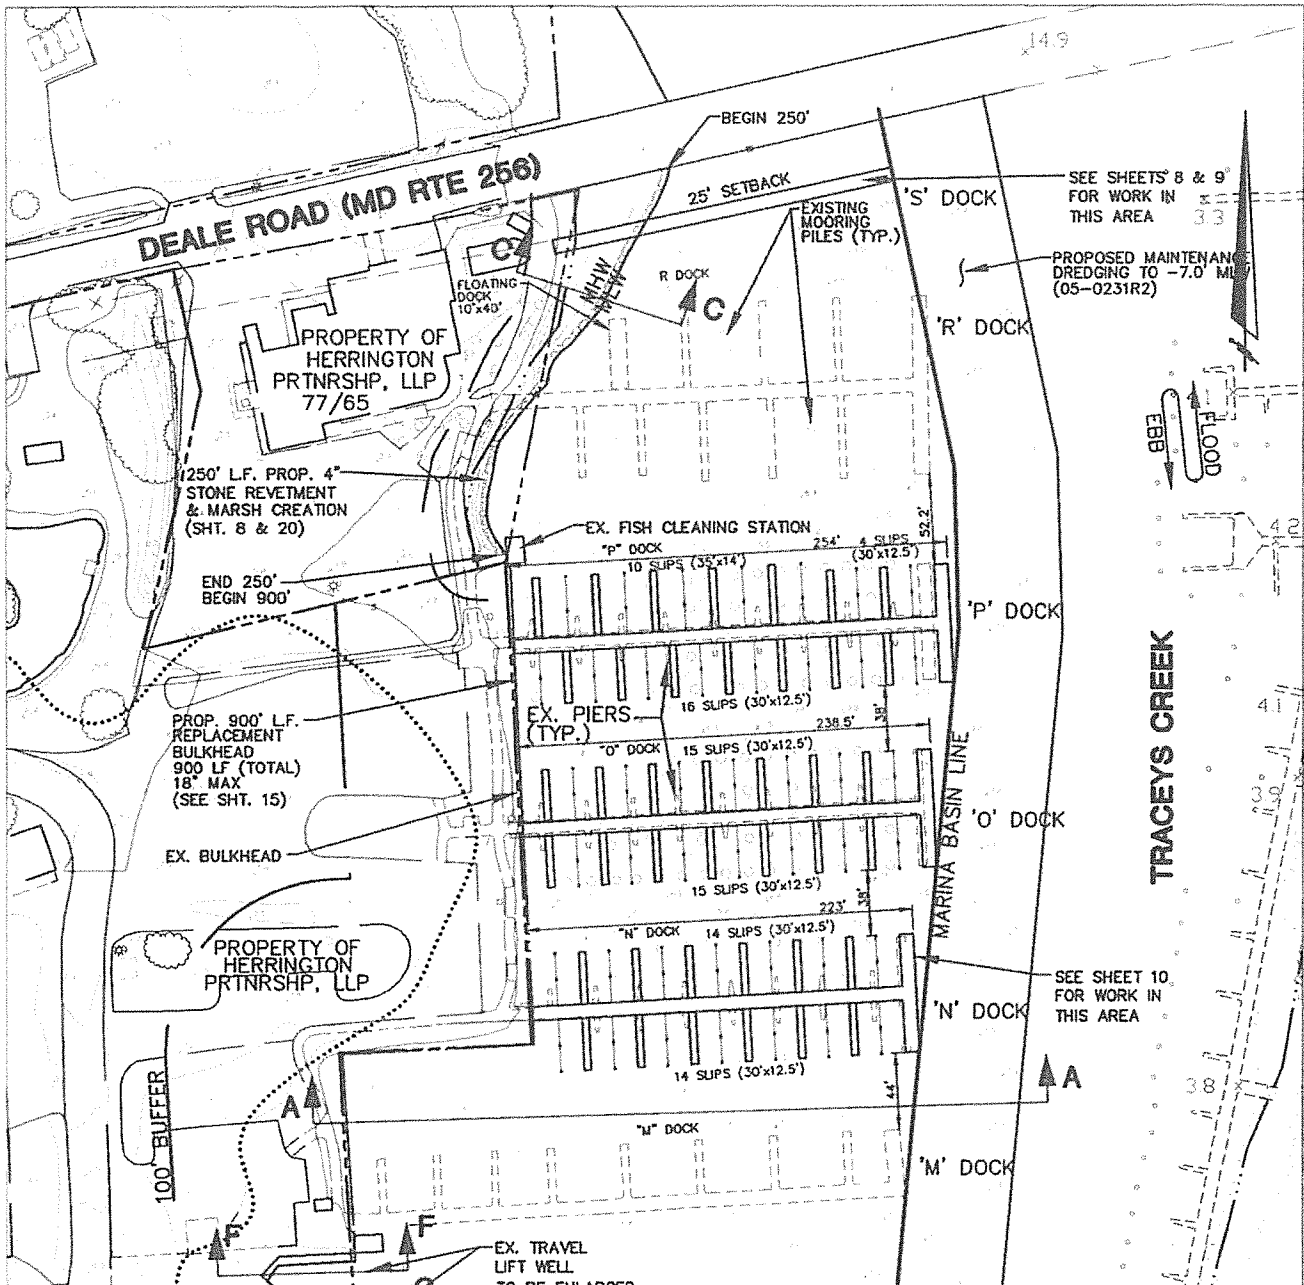 14.9
BEGIN 250'
DEALE ROAD (MD RTE 256)
25' SETBACK
SEE SHEETS 8 & 9
FOR WORK IN
THIS AREA
3.3
'S' DOCK
EXISTING
MOORING
PILES (TYP.)
C
PROPOSED MAINTENANCE
DREDGING TO -7.0'
(05-0231R2)
FLOATING
DOCK
10'x40'
MHW
MLW
R DOCK
C
'R' DOCK
PROPERTY OF
HERRINGTON
PRTNRSHP, LLP
77/65
FLOOD
EBB
250' L.F. PROP. 4"
STONE REVETMENT
& MARSH CREATION
(SHT. 8 & 20)
EX. FISH CLEANING STATION
52.2'
4.2
"P" DOCK
254'
4 SLIPS
(30'x12.5')
10 SLIPS (35'x14')
END 250'
BEGIN 900'
'P' DOCK
TRACEYS CREEK
16 SLIPS (30'x12.5')
4.1
PROP. 900' L.F.
REPLACEMENT
BULKHEAD
900 LF (TOTAL)
18" MAX
(SEE SHT. 15)
EX. PIERS
(TYP.)
238.5'
38'
"O" DOCK
15 SLIPS (30'x12.5')
MARINA BASIN LINE
3.9
'O' DOCK
EX. BULKHEAD
15 SLIPS (30'x12.5')
38'
223'
"N" DOCK
14 SLIPS (30'x12.5')
PROPERTY OF
HERRINGTON
PRTNRSHP, LLP
SEE SHEET 10
FOR WORK IN
THIS AREA
'N' DOCK
14 SLIPS (30'x12.5')
44'
A
A
3.8
100' BUFFER
"M" DOCK
'M' DOCK
F
F
EX. TRAVEL
LIFT WELL
TO BE ENLARGED